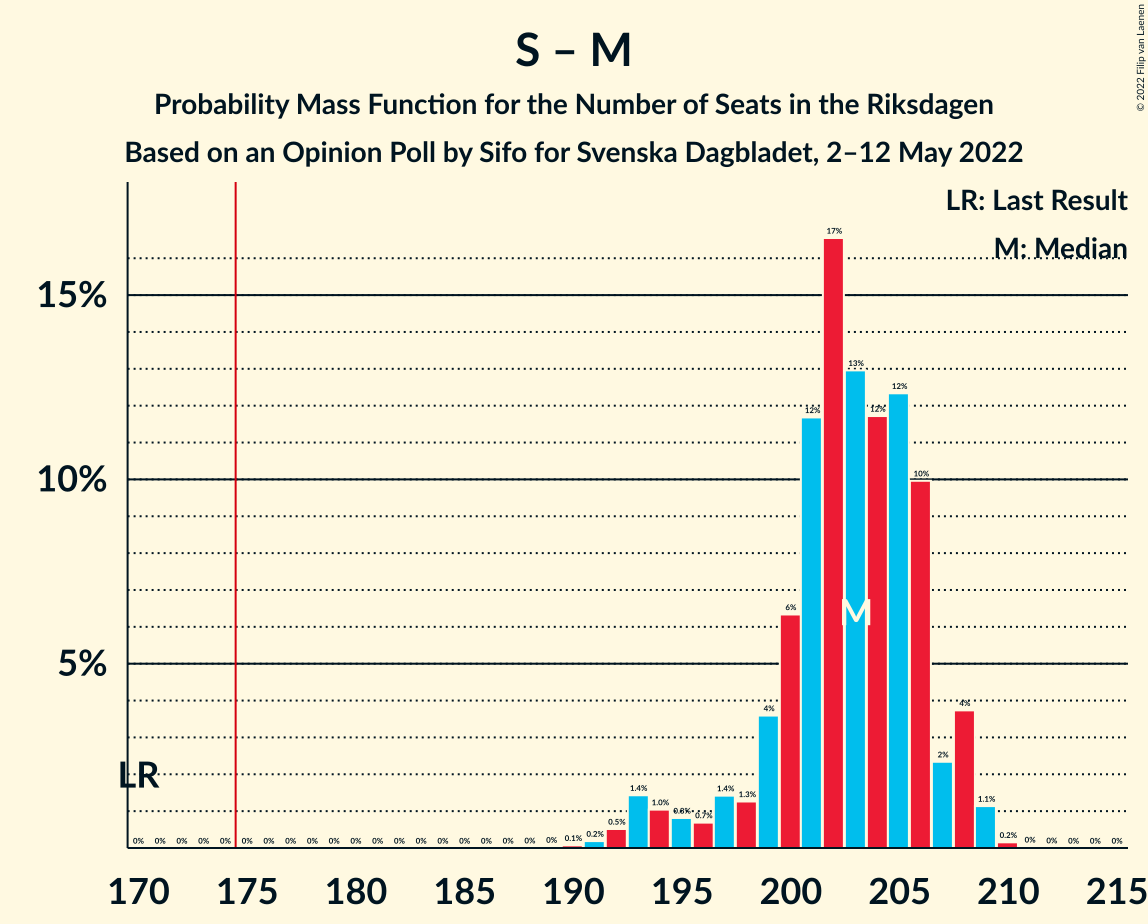 S – M
Probability Mass Function for the Number of Seats in the Riksdagen
Based on an Opinion Poll by Sifo for Svenska Dagbladet, 2–12 May 2022
© 2022 Filip van Laenen
LR: Last Result
M: Median
15%
10%
5%
LR
M
0% 0% 0% 0% 0% 0% 0% 0% 0% 0% 0% 0% 0% 0% 0% 0% 0% 0% 0% 0% 0.1% 0.2% 0.5% 1.4% 1.0% 0.8% 0.7% 1.4% 1.3% 4% 6% 12% 17% 13% 12% 12% 10% 2% 4% 1.1% 0.2% 0% 0% 0% 0% 0%
170 175 180 185 190 195 200 205 210 215